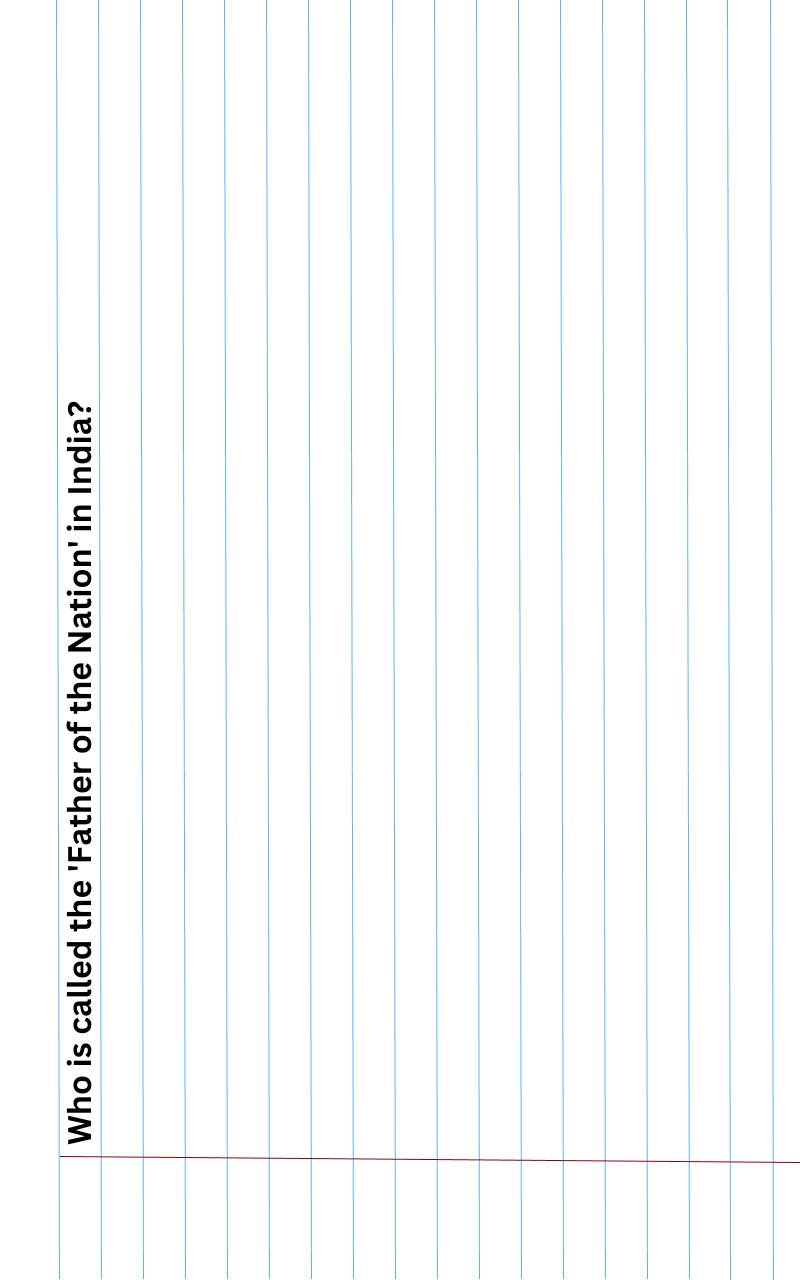 Who is called the 'Father of the Nation' in India?